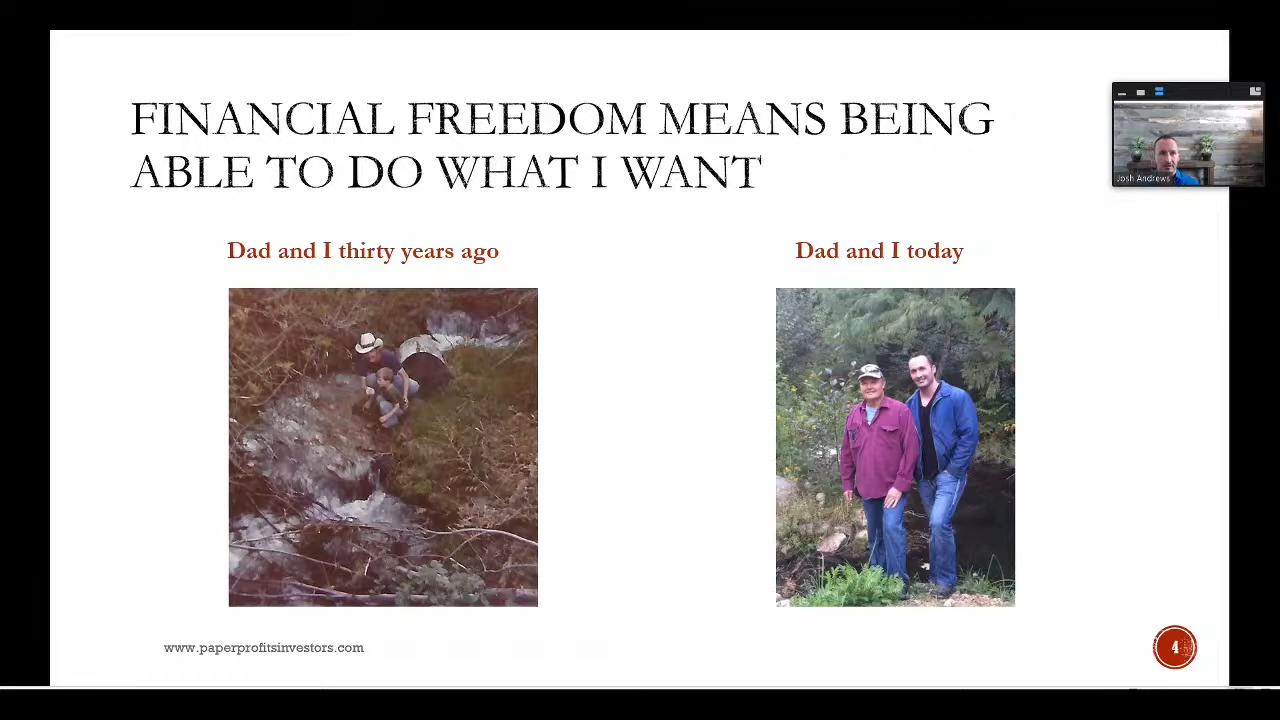 FINANCIAL FREEDOM MEANS BEING
ABLE TO DO WHAT I WANT
Josh Andrews
Dad and I thirty years ago
Dad and I today
www.paperprofitsinvestors.com
4